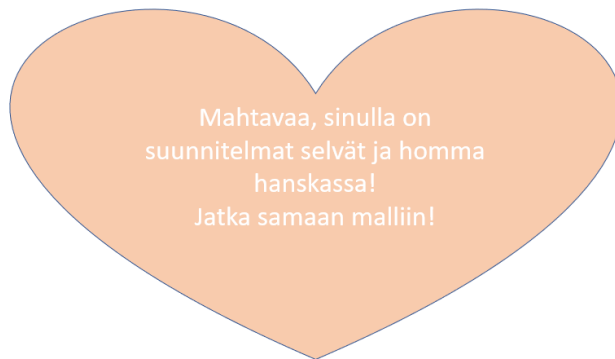 Mahtavaa, sinulla on
suunnitelmat selvät ja homma
hanskassa!
Jatka samaan malliin!